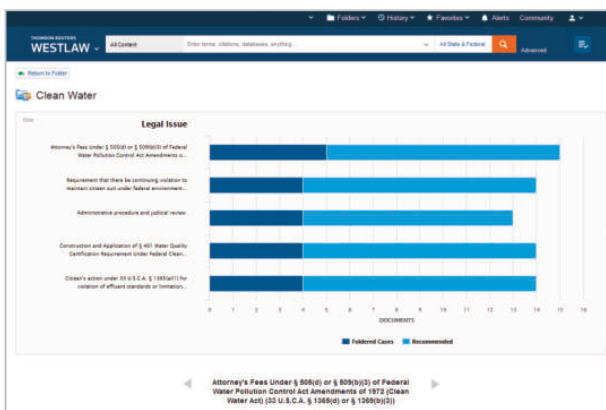 Folders History Favorites Alerts Community
THOMSON REUTERS
WESTLAW All Content Enter terms, citations, databases, anything... All State & Federal Advanced
Return to Folder
Clean Water
Legal Issue
Attorney's Fees Under § 505(d) or § 509(b)(3) of Federal
Water Pollution Control Act Amendments o...
Requirement that there be continuing violation to
maintain citizen suit under federal environment...
Administrative procedure and judicial review
Construction and Application of § 401 Water Quality
Certification Requirement Under Federal Clean...
Citizen's action under 33 U.S.C.A. § 1365(a)(1) for
violation of effluent standards or limitation...
0 1 2 3 4 5 6 7 8 9 10 11 12 13 14 15 16
DOCUMENTS
Foldered Cases Recommended
Attorney's Fees Under § 505(d) or § 509(b)(3) of Federal
Water Pollution Control Act Amendments of 1972 (Clean
Water Act) (33 U.S.C.A. § 1365(d) or § 1369(b)(3))